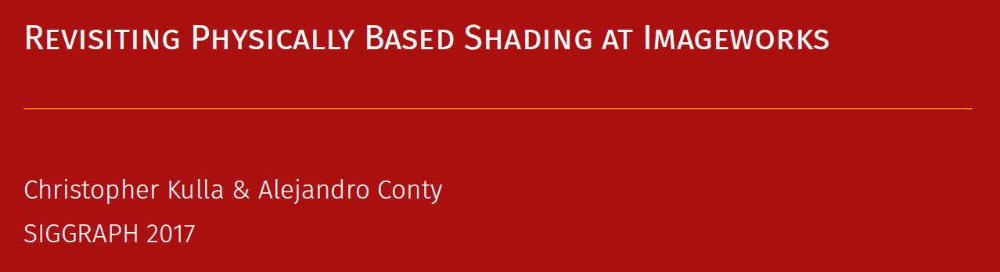 Revisiting Physically Based Shading at Imageworks
Christopher Kulla & Alejandro Conty
SIGGRAPH 2017